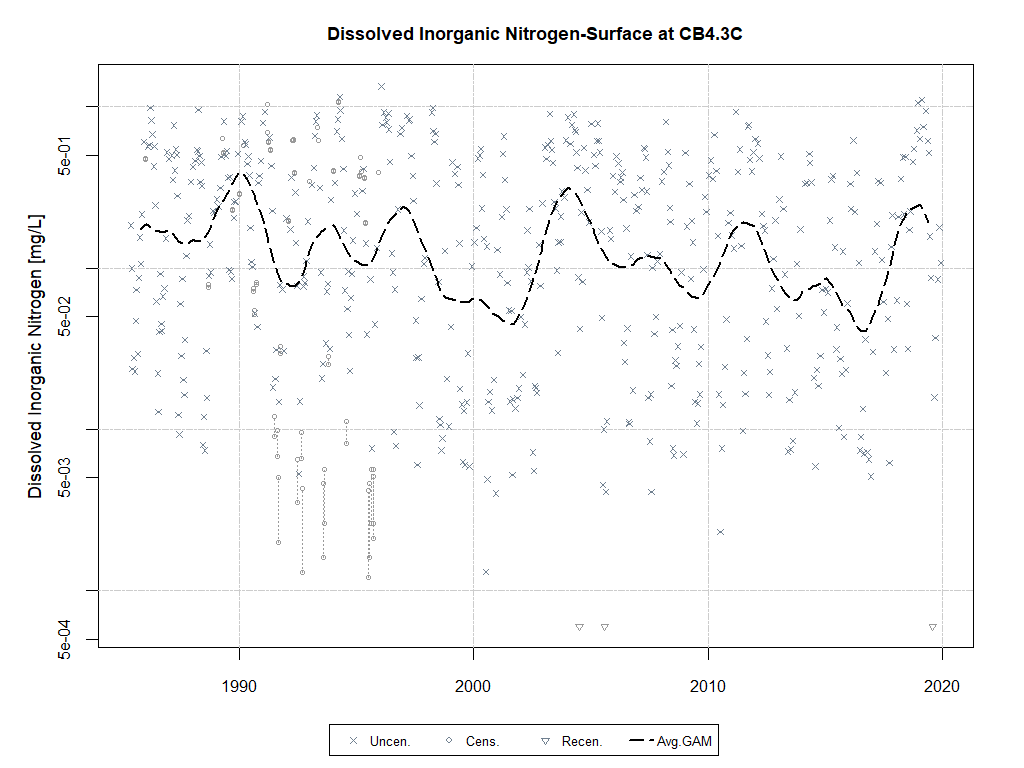 Dissolved Inorganic Nitrogen-Surface at CB4.3C
Dissolved Inorganic Nitrogen [mg/L]
5e-01
5e-02
5e-03
5e-04
1990 2000 2010 2020
Uncen. Cens. Recen. Avg.GAM